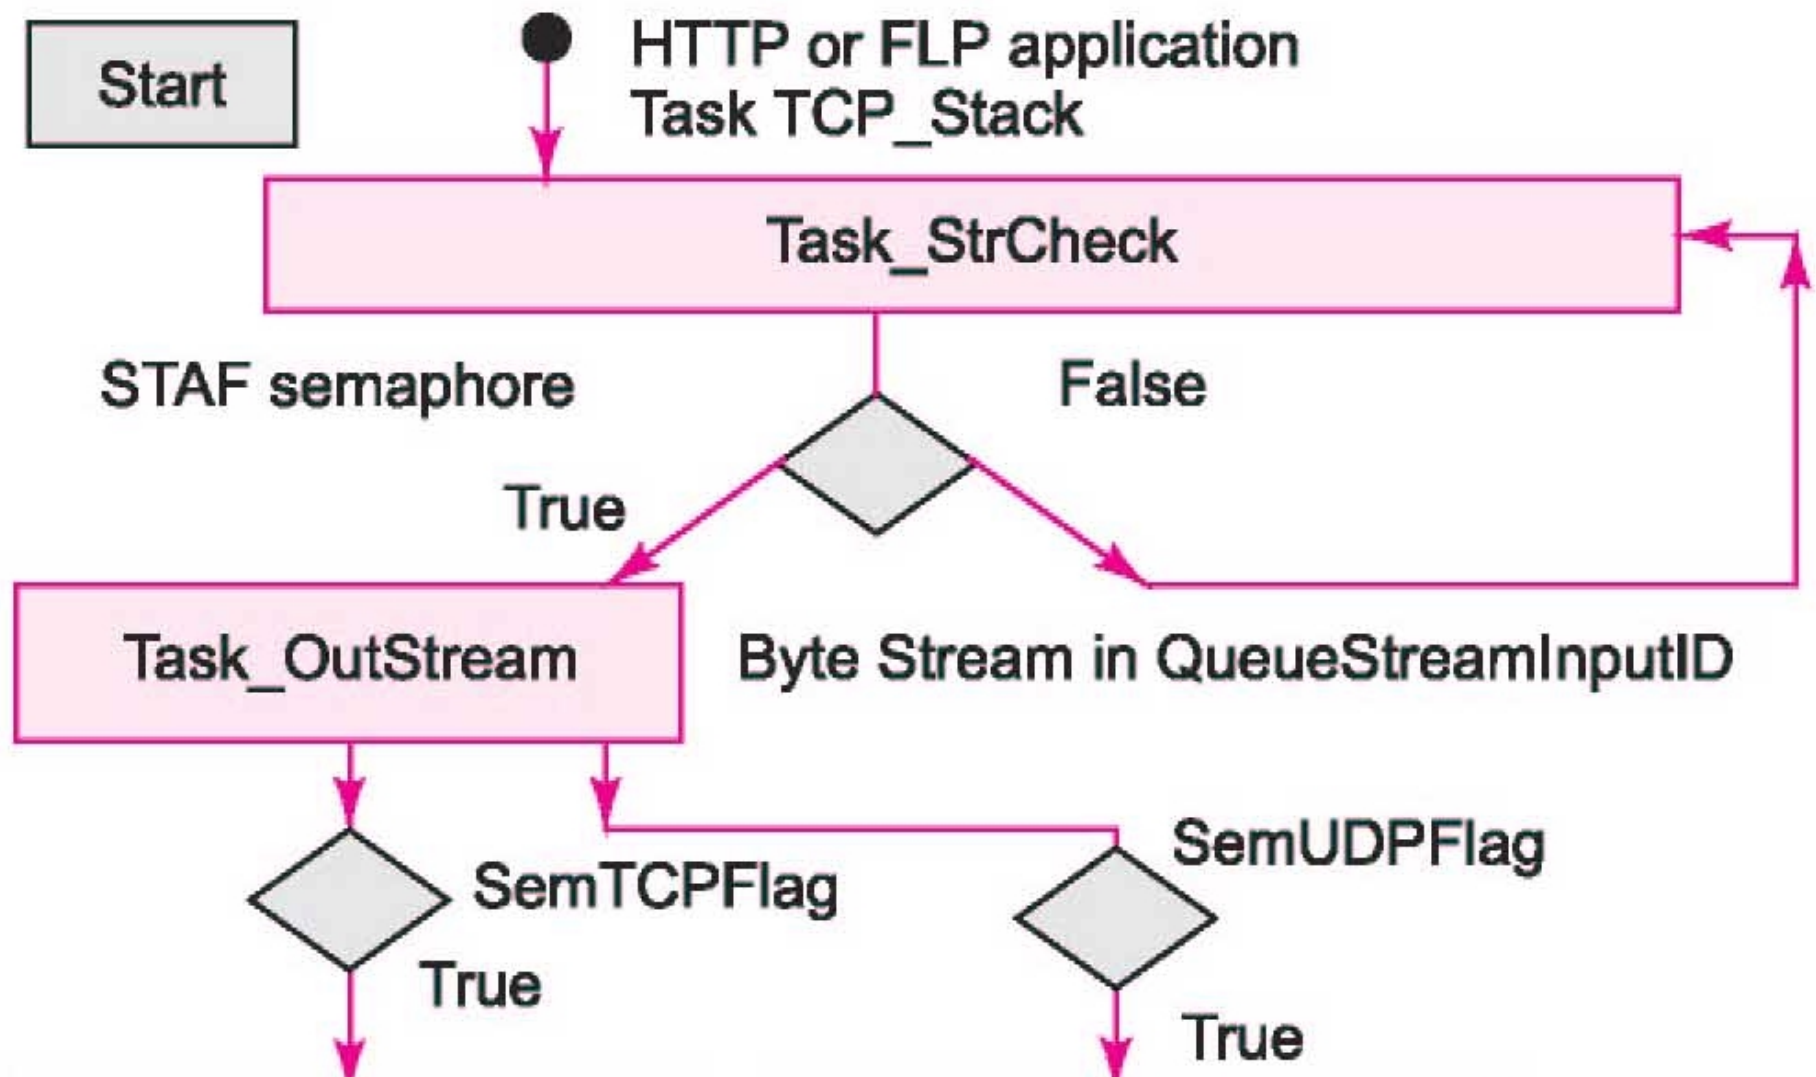 Start
HTTP or FLP application
Task TCP_Stack
Task_StrCheck
STAF semaphore
False
True
Task_OutStream
Byte Stream in QueueStreamInputID
SemTCPFlag
SemUDPFlag
True
True